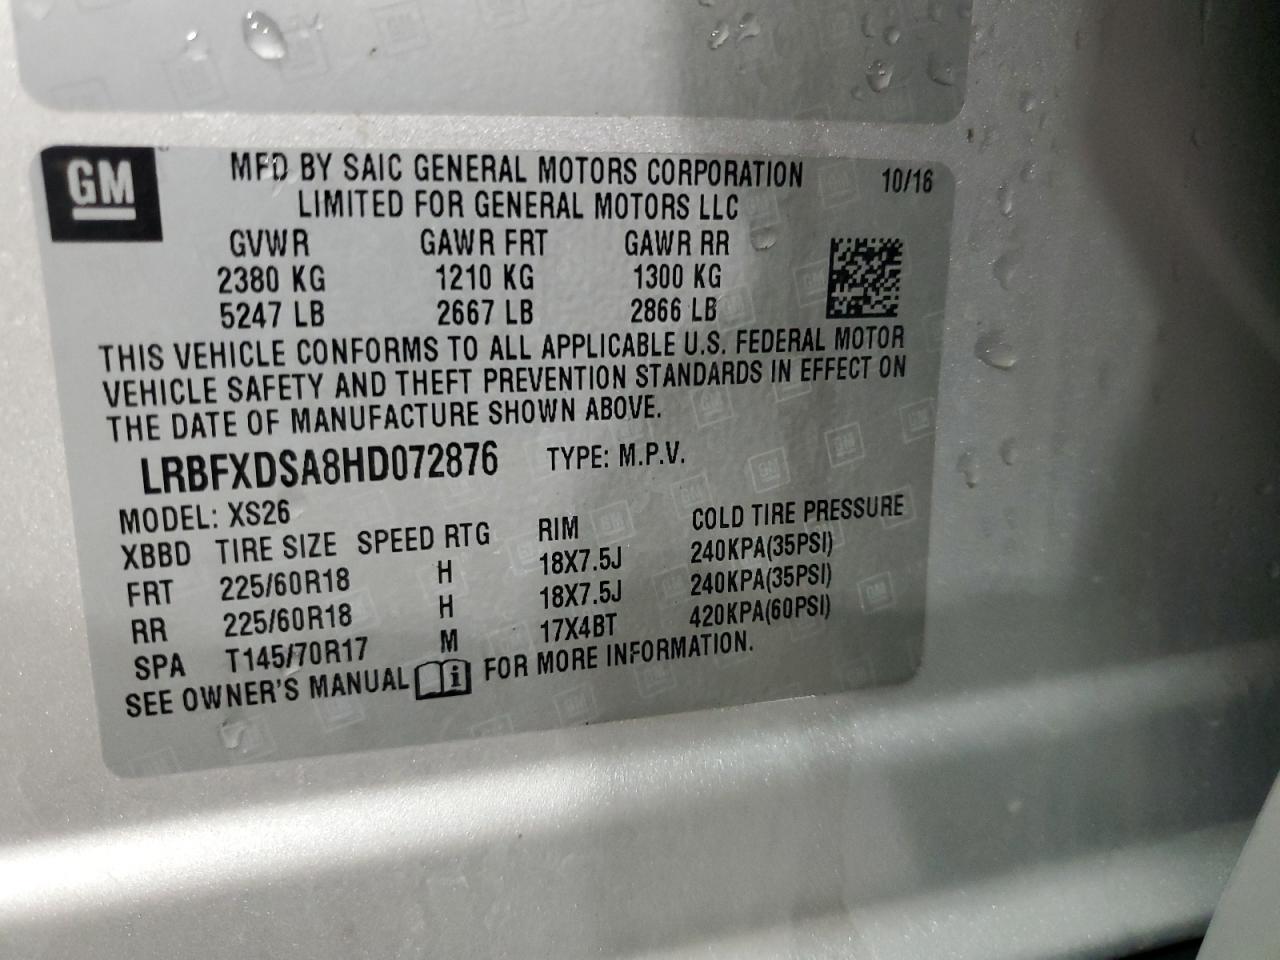 GM
MFD BY SAIC GENERAL MOTORS CORPORATION 10/16
LIMITED FOR GENERAL MOTORS LLC
GVWR GAWR FRT GAWR RR
2380 KG 1210 KG 1300 KG
5247 LB 2667 LB 2866 LB
THIS VEHICLE CONFORMS TO ALL APPLICABLE U.S. FEDERAL MOTOR
VEHICLE SAFETY AND THEFT PREVENTION STANDARDS IN EFFECT ON
THE DATE OF MANUFACTURE SHOWN ABOVE.
LRBFXDSA8HD072876 TYPE: M.P.V.
MODEL: XS26
XBBD TIRE SIZE SPEED RTG RIM COLD TIRE PRESSURE
FRT 225/60R18 H 18X7.5J 240KPA(35PSI)
RR 225/60R18 H 18X7.5J 240KPA(35PSI)
SPA T145/70R17 M 17X4BT 420KPA(60PSI)
SEE OWNER'S MANUAL i FOR MORE INFORMATION.